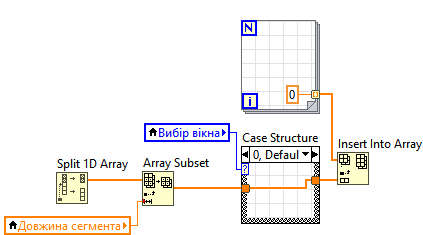 N
0
i
Вибір вікна
Case Structure
0, Defaul
Insert Into Array
Split 1D Array
Array Subset
?
Довжина сегмента